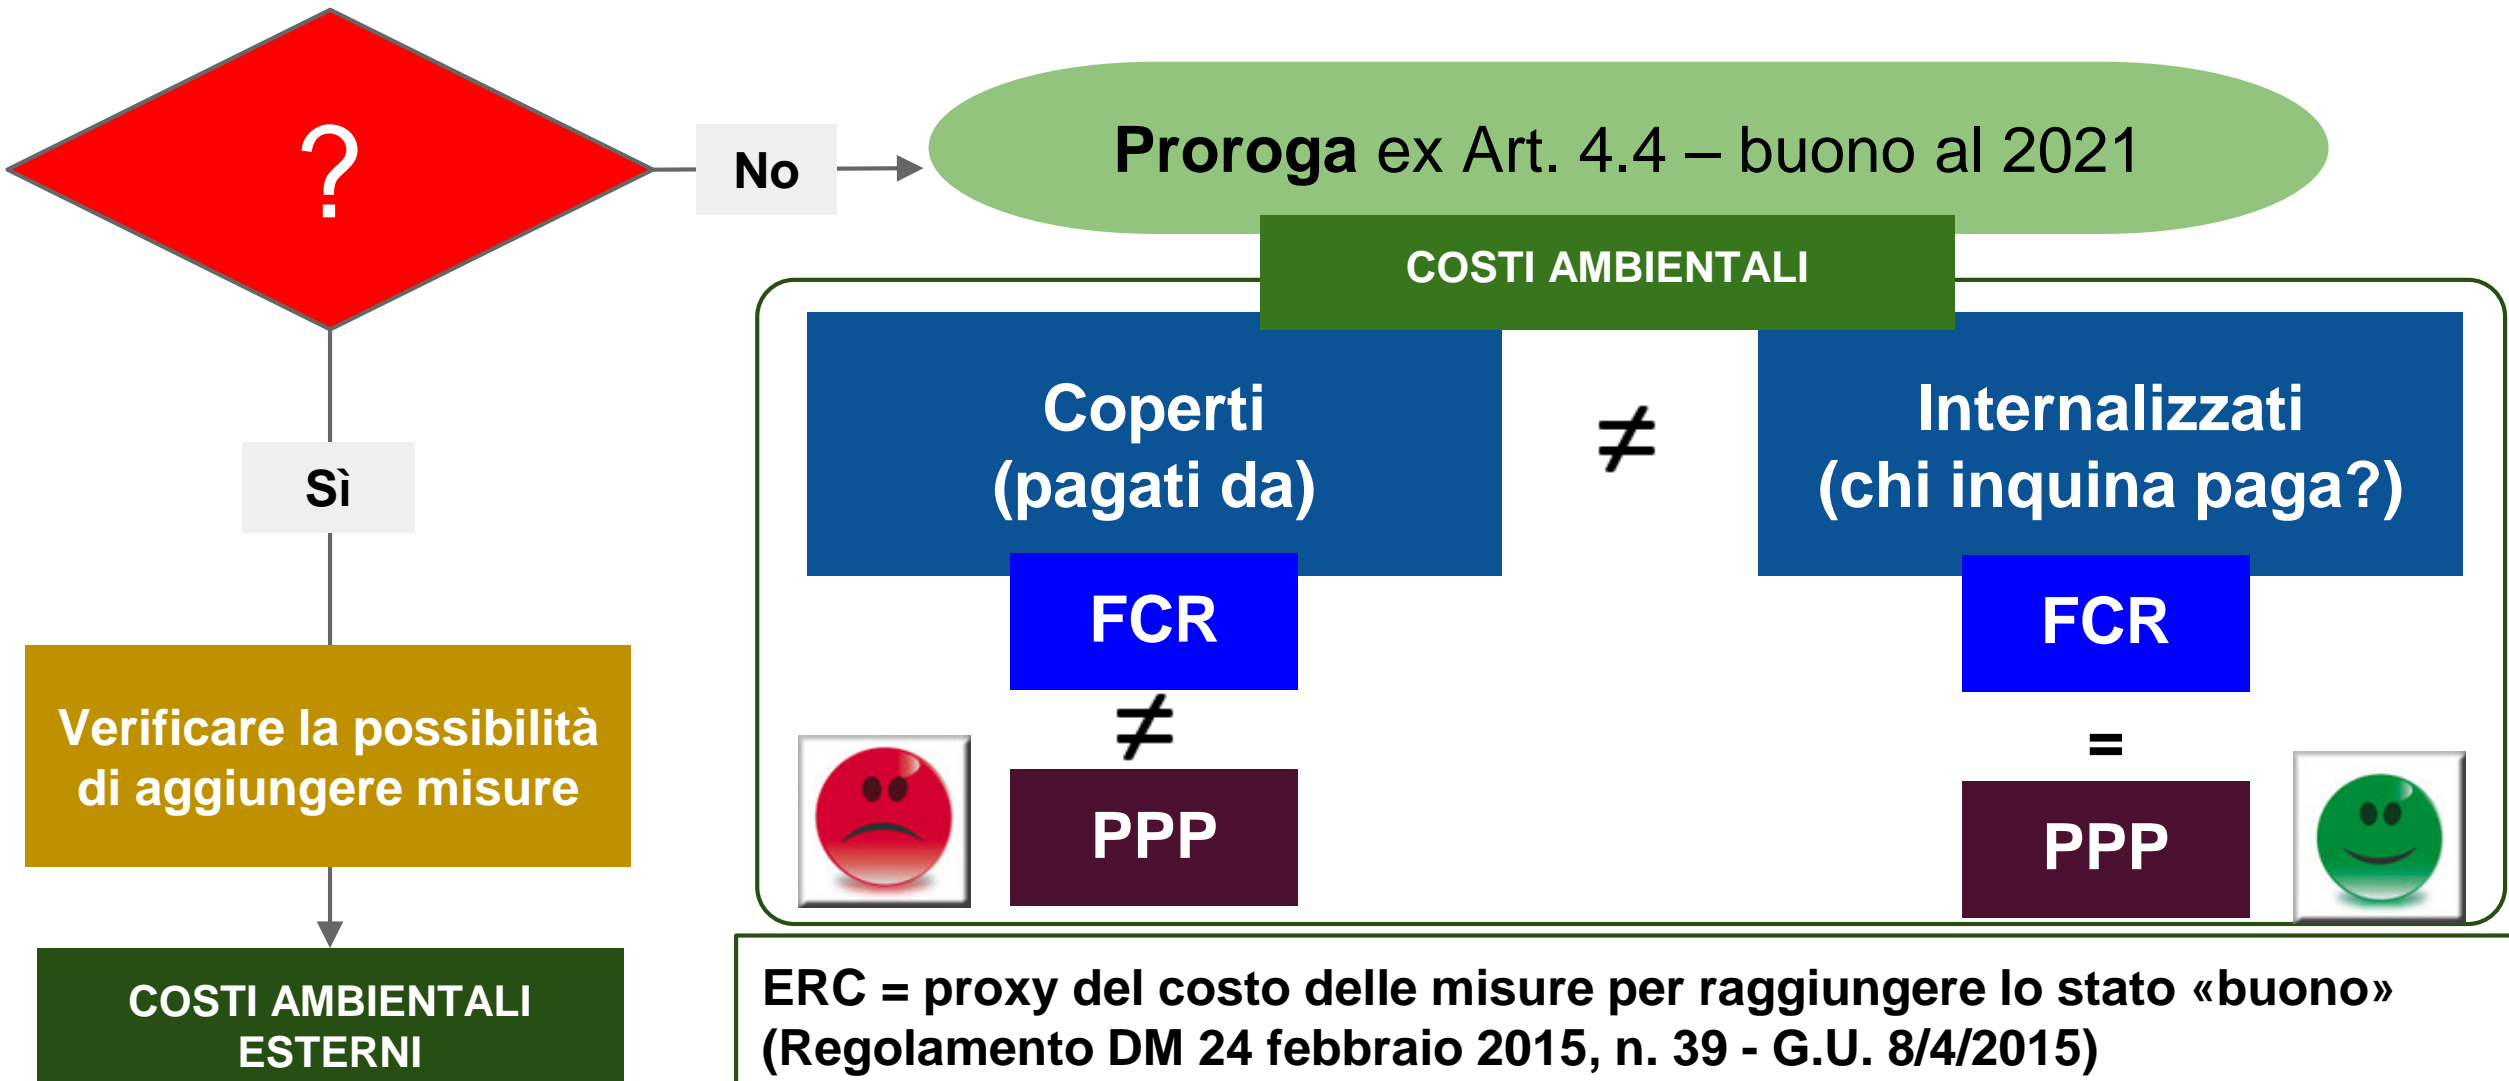 ?
No
Proroga ex Art. 4.4 – buono al 2021
COSTI AMBIENTALI
Coperti
(pagati da)
≠
Internalizzati
(chi inquina paga?)
Sì
FCR
≠
PPP
FCR
=
PPP
Verificare la possibilità
di aggiungere misure
COSTI AMBIENTALI
ESTERNI
ERC = proxy del costo delle misure per raggiungere lo stato «buono»
(Regolamento DM 24 febbraio 2015, n. 39 - G.U. 8/4/2015)